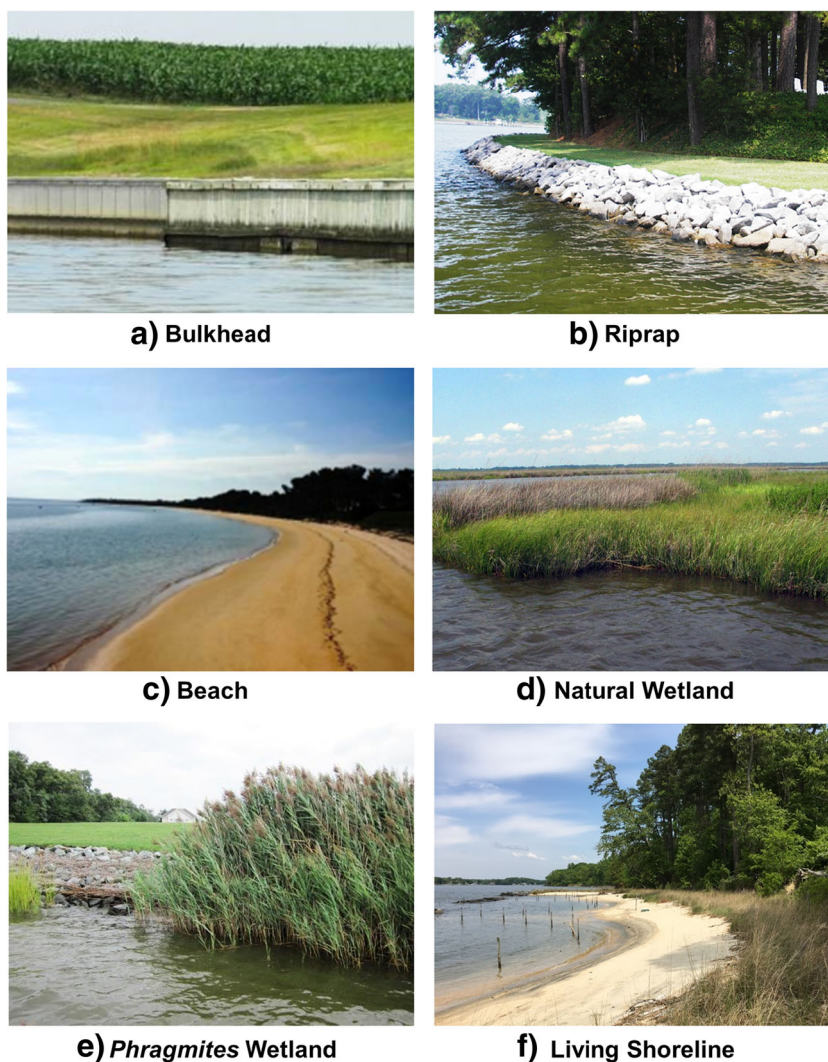 a) Bulkhead
b) Riprap
c) Beach
d) Natural Wetland
e) Phragmites Wetland
f) Living Shoreline